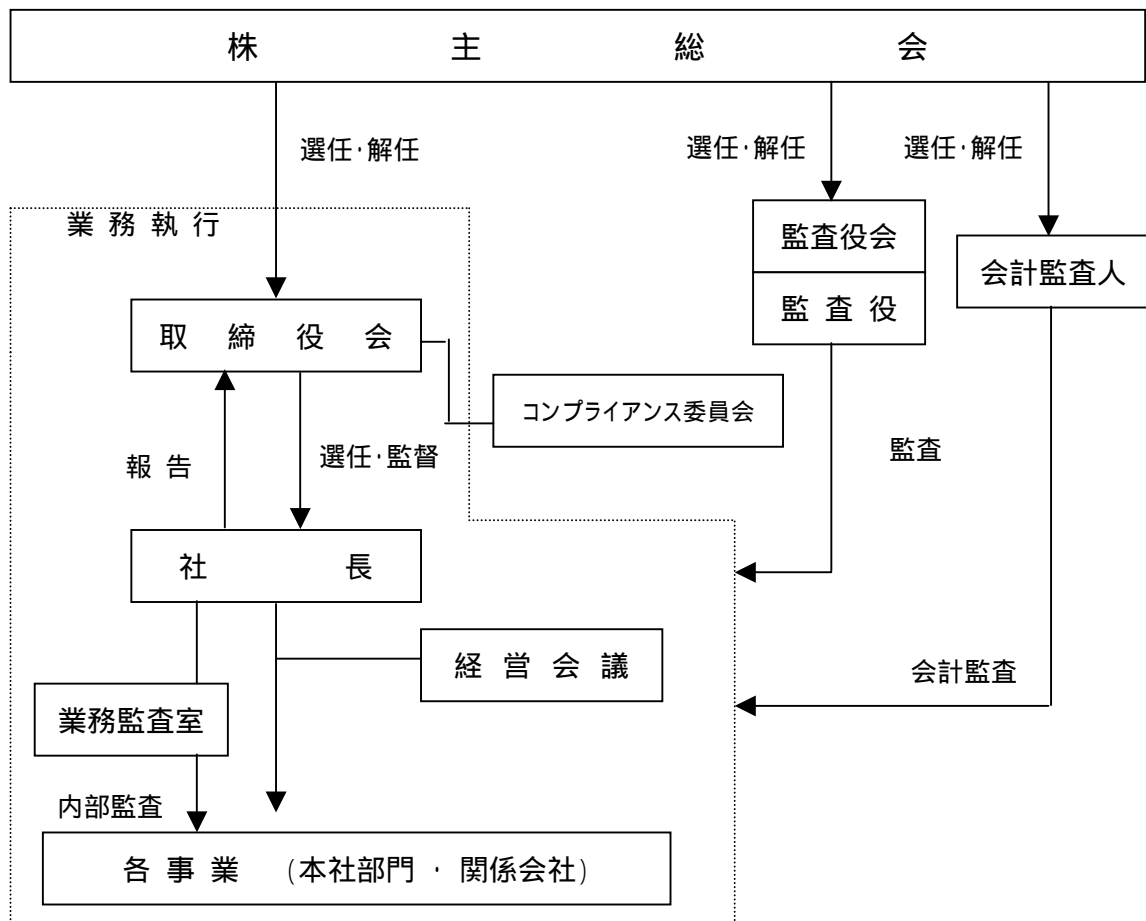 株主総会
選任・解任
選任・解任
選任・解任
業務執行
監査役会
会計監査人
監査役
取締役会
コンプライアンス委員会
報告
選任・監督
監査
社長
経営会議
会計監査
業務監査室
内部監査
各事業 (本社部門 ・ 関係会社)